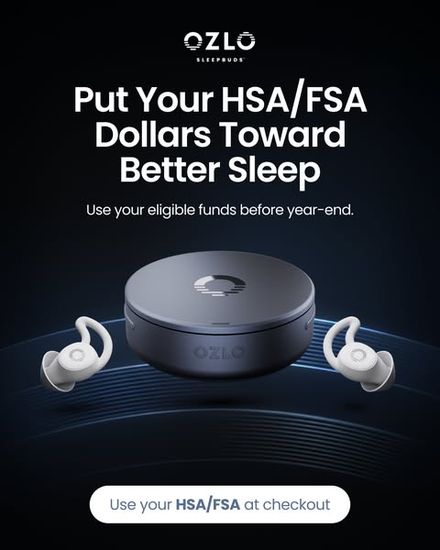 OZLO
SLEEPBUDS™
Put Your HSA/FSA
Dollars Toward
Better Sleep
Use your eligible funds before year-end.
OZLO
Use your HSA/FSA at checkout